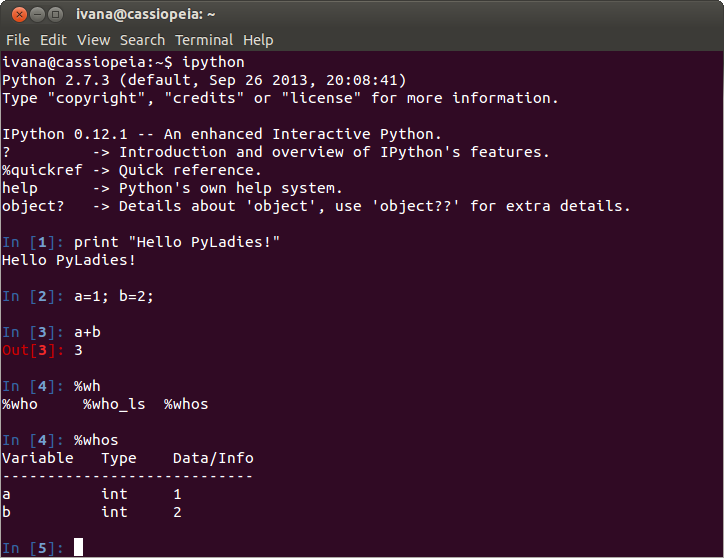 ivana@cassiopeia: ~
File Edit View Search Terminal Help
ivana@cassiopeia:~$ ipython
Python 2.7.3 (default, Sep 26 2013, 20:08:41)
Type "copyright", "credits" or "license" for more information.
IPython 0.12.1 -- An enhanced Interactive Python.
?         -> Introduction and overview of IPython's features.
%quickref -> Quick reference.
help      -> Python's own help system.
object?   -> Details about 'object', use 'object??' for extra details.
In [1]: print "Hello PyLadies!"
Hello PyLadies!
In [2]: a=1; b=2;
In [3]: a+b
Out[3]: 3
In [4]: %wh
%who     %who_ls  %whos
In [4]: %whos
Variable   Type    Data/Info
----------------------------
a          int     1
b          int     2
In [5]: